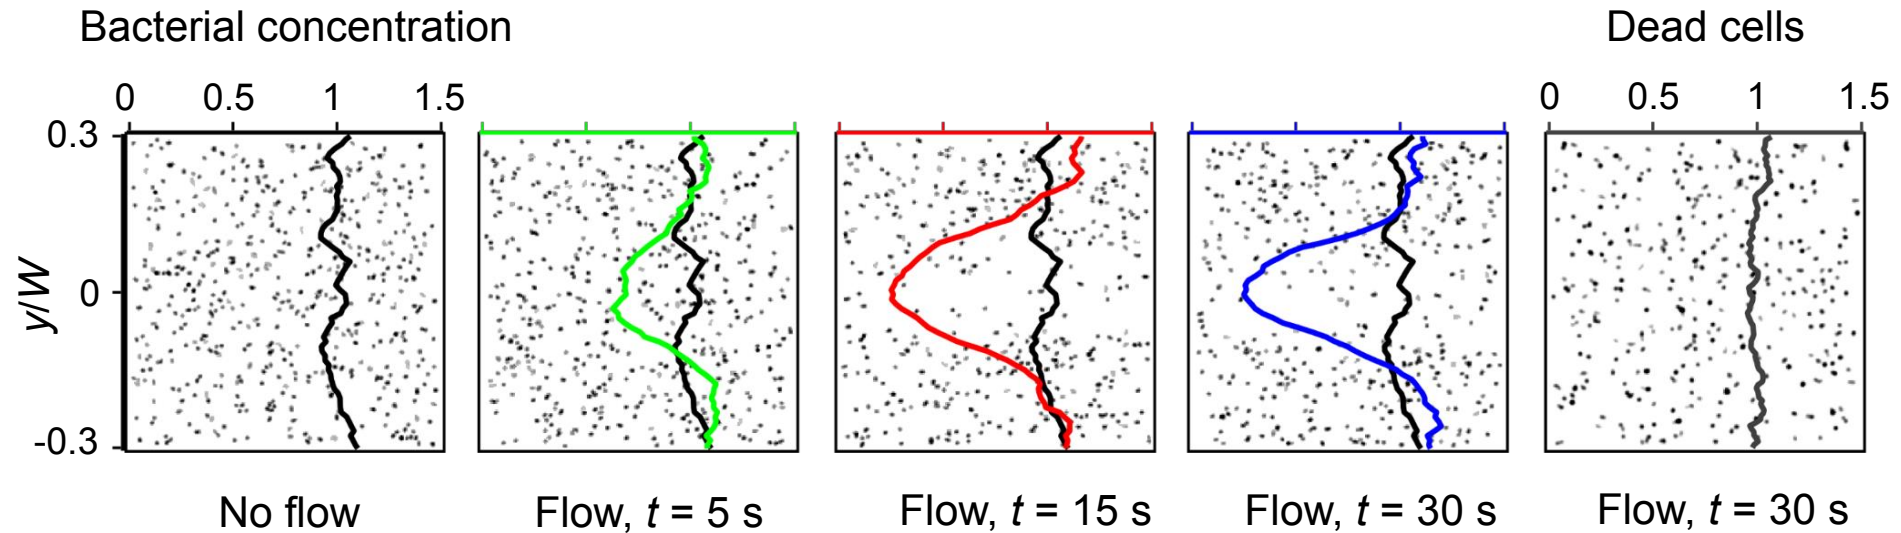 Bacterial concentration
Dead cells
0 0.5 1 1.5
0 0.5 1 1.5
0.3
0
-0.3
y/W
No flow
Flow, t = 5 s
Flow, t = 15 s
Flow, t = 30 s
Flow, t = 30 s